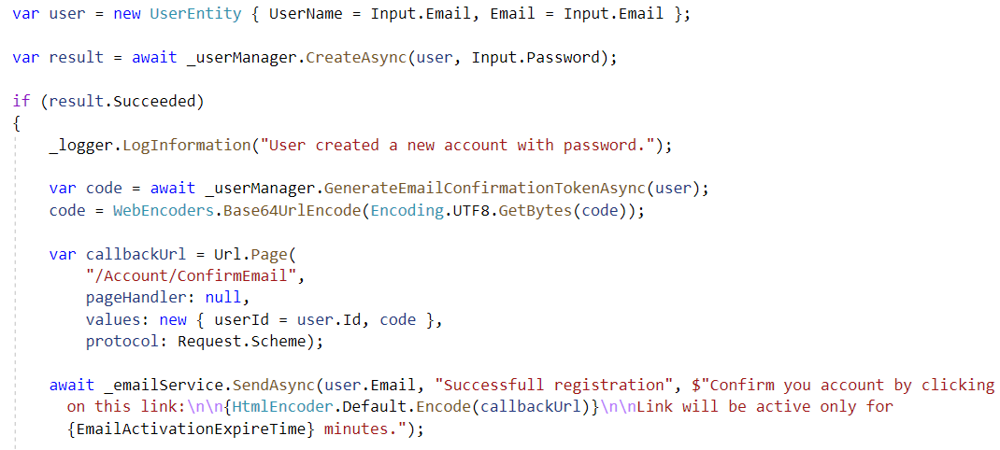 var user = new UserEntity { UserName = Input.Email, Email = Input.Email };
var result = await _userManager.CreateAsync(user, Input.Password);
if (result.Succeeded)
{
_logger.LogInformation("User created a new account with password.");
var code = await _userManager.GenerateEmailConfirmationTokenAsync(user);
code = WebEncoders.Base64UrlEncode(Encoding.UTF8.GetBytes(code));
var callbackUrl = Url.Page(
"/Account/ConfirmEmail",
pageHandler: null,
values: new { userId = user.Id, code },
protocol: Request.Scheme);
await _emailService.SendAsync(user.Email, "Successfull registration", $"Confirm you account by clicking
on this link:\n\n{HtmlEncoder.Default.Encode(callbackUrl)}\n\nLink will be active only for
{EmailActivationExpireTime} minutes.");